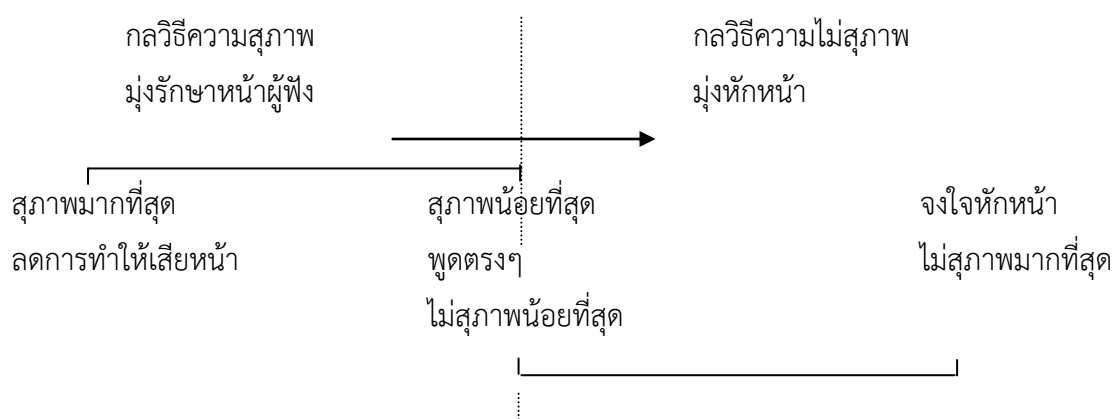 กลวิธีความสุภาพ
มุ่งรักษาหน้าผู้ฟัง
กลวิธีความไม่สุภาพ
มุ่งหักหน้า
สุภาพมากที่สุด
ลดการทำให้เสียหน้า
สุภาพน้อยที่สุด
พูดตรงๆ
ไม่สุภาพน้อยที่สุด
จงใจหักหน้า
ไม่สุภาพมากที่สุด